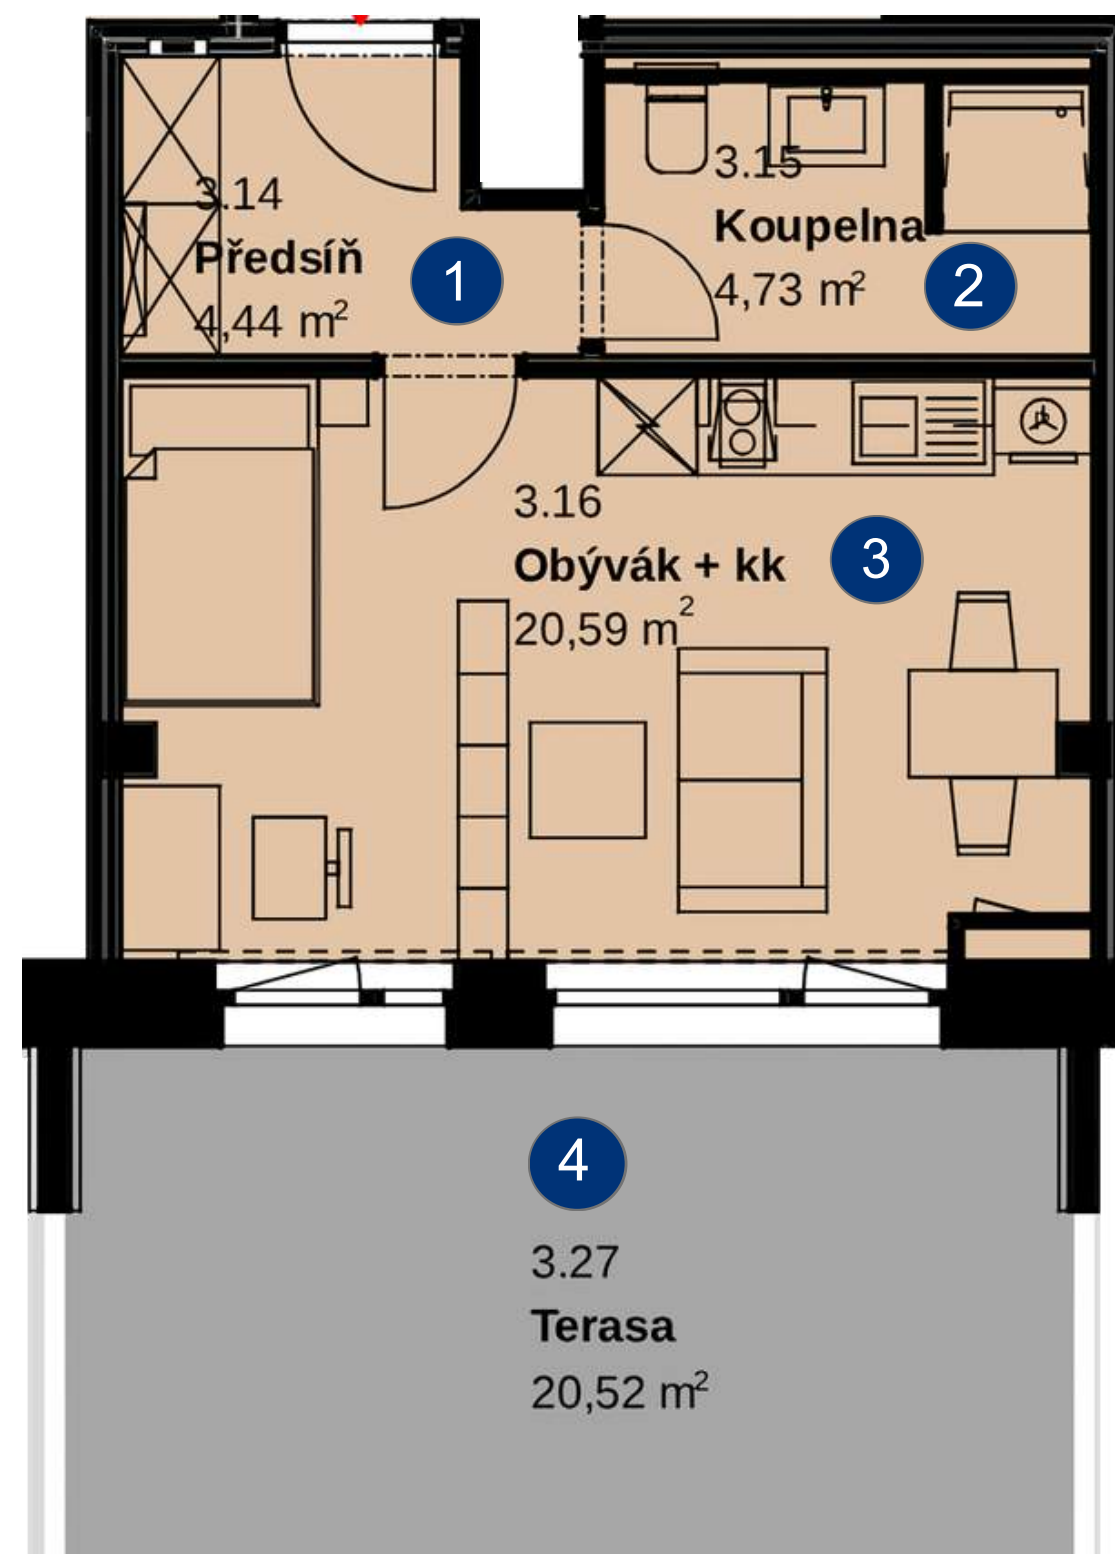 3.14
Předsíň
4,44 m²
1
3.15
Koupelna
4,73 m²
2
3.16
Obývák + kk
20,59 m²
3
4
3.27
Terasa
20,52 m²